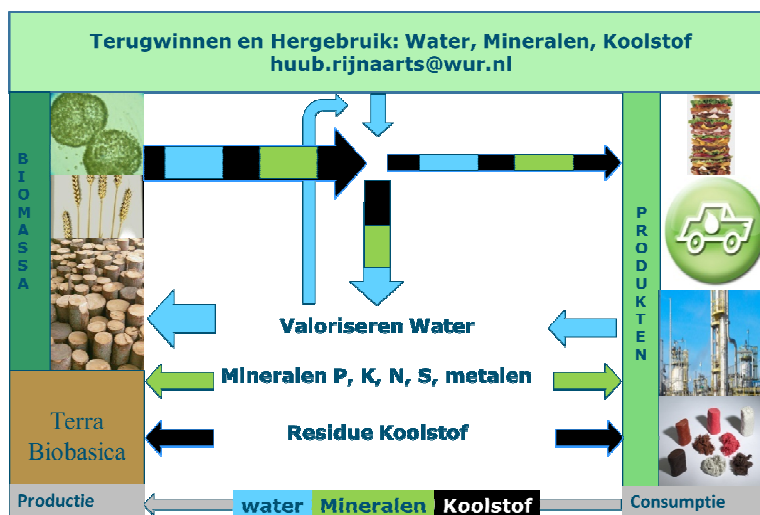 Terugwinnen en Hergebruik: Water, Mineralen, Koolstof
huub.rijnaarts@wur.nl
BIOMASSA
PRODUKTEN
Valoriseren Water
Mineralen P, K, N, S, metalen
Residue Koolstof
Terra
Biobasica
Productie
water Mineralen Koolstof
Consumptie